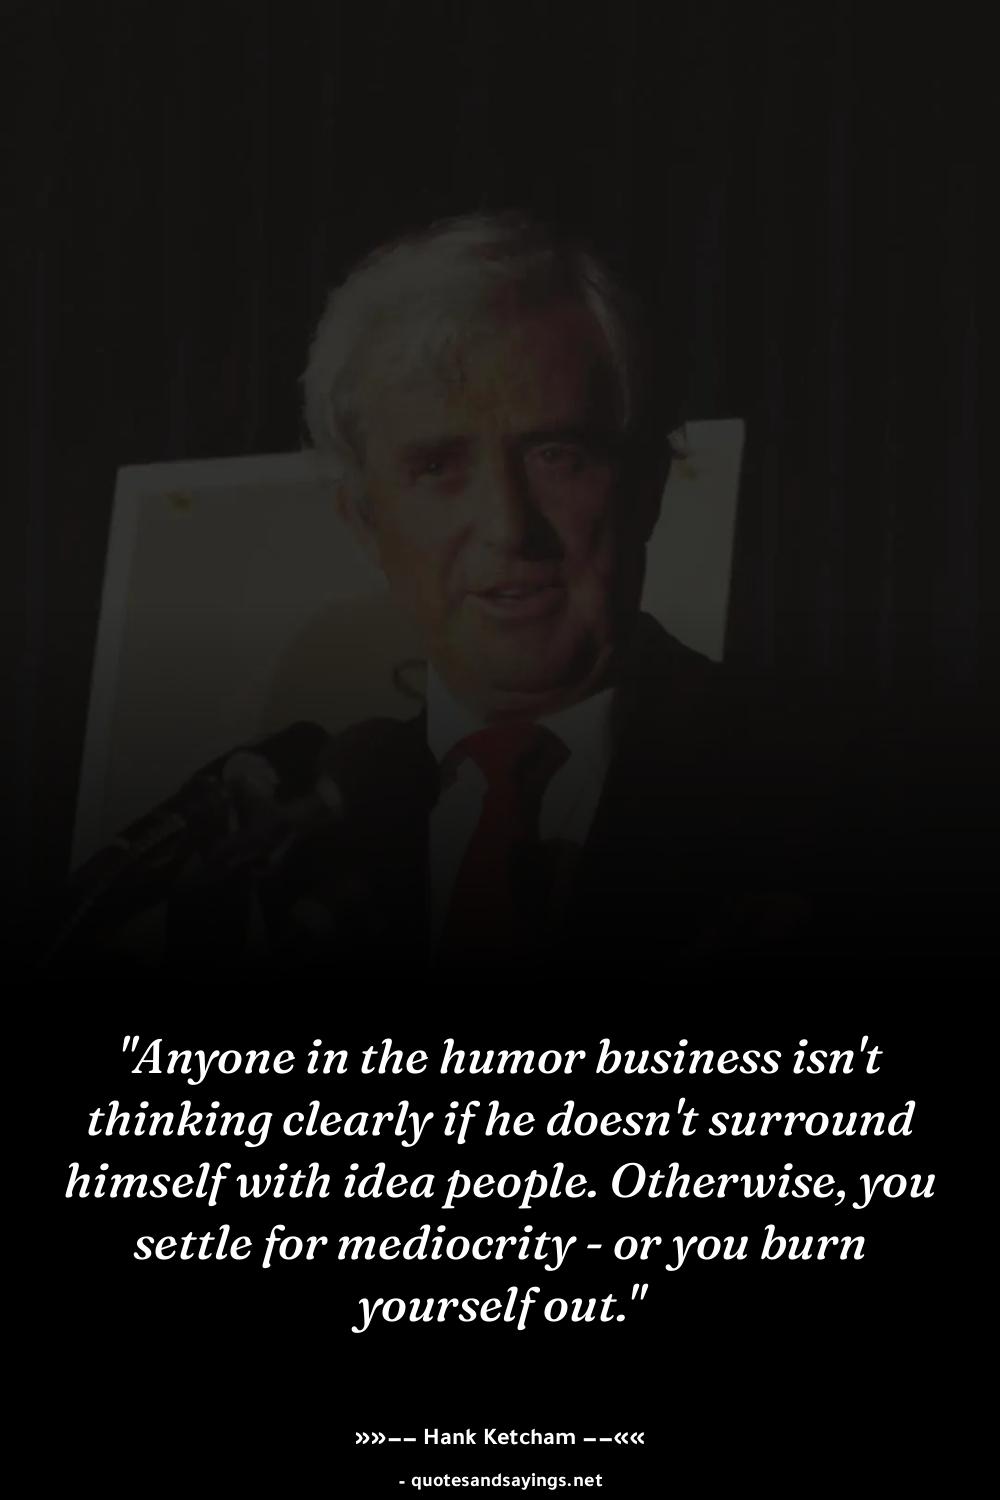 "Anyone in the humor business isn't
thinking clearly if he doesn't surround
himself with idea people. Otherwise, you
settle for mediocrity - or you burn
yourself out."
»»–– Hank Ketcham ––««
- quotesandsayings.net